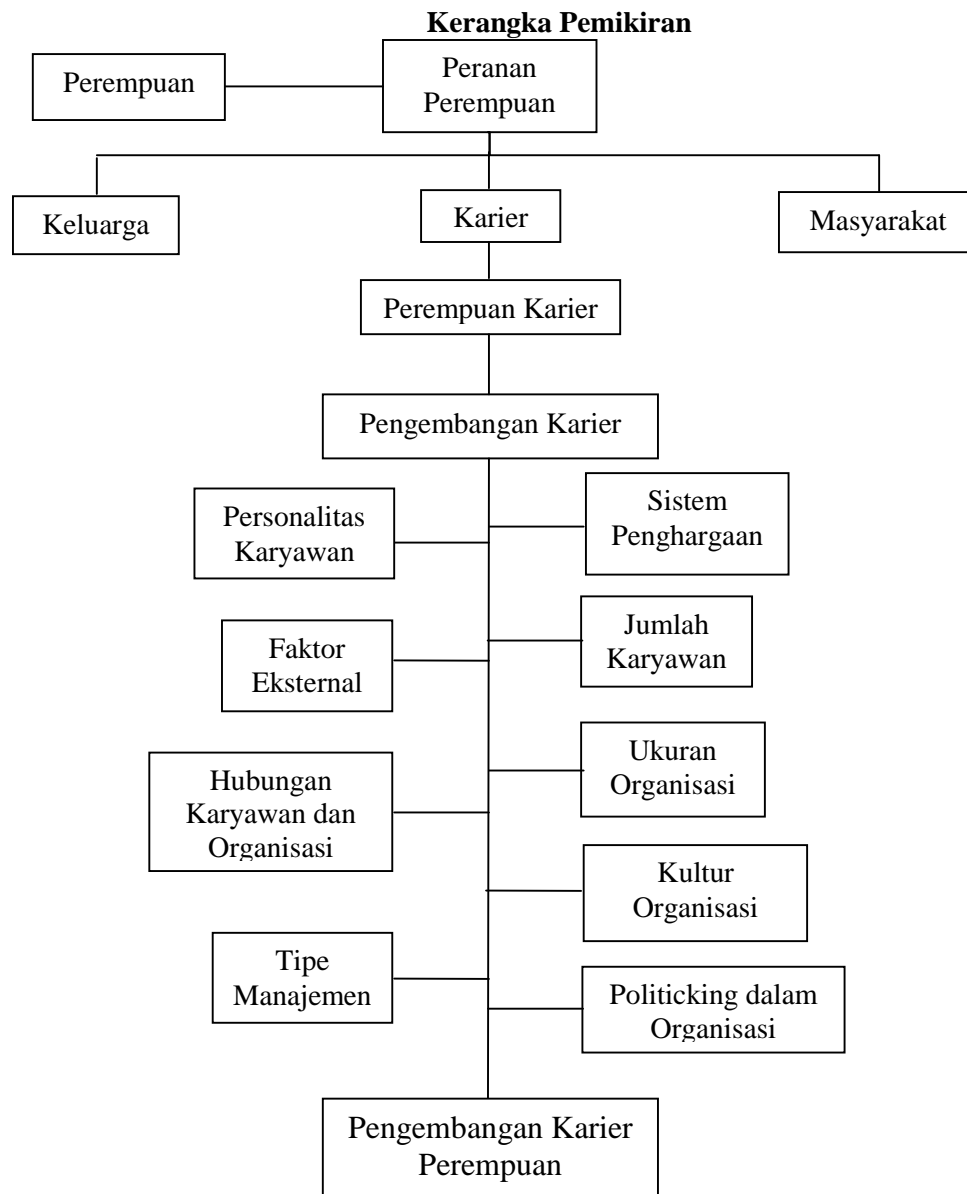 Kerangka Pemikiran
Perempuan
Peranan
Perempuan
Keluarga
Karier
Masyarakat
Perempuan Karier
Pengembangan Karier
Personalitas
Karyawan
Sistem
Penghargaan
Faktor
Eksternal
Jumlah
Karyawan
Hubungan
Karyawan dan
Organisasi
Ukuran
Organisasi
Kultur
Organisasi
Tipe
Manajemen
Politicking dalam
Organisasi
Pengembangan Karier
Perempuan